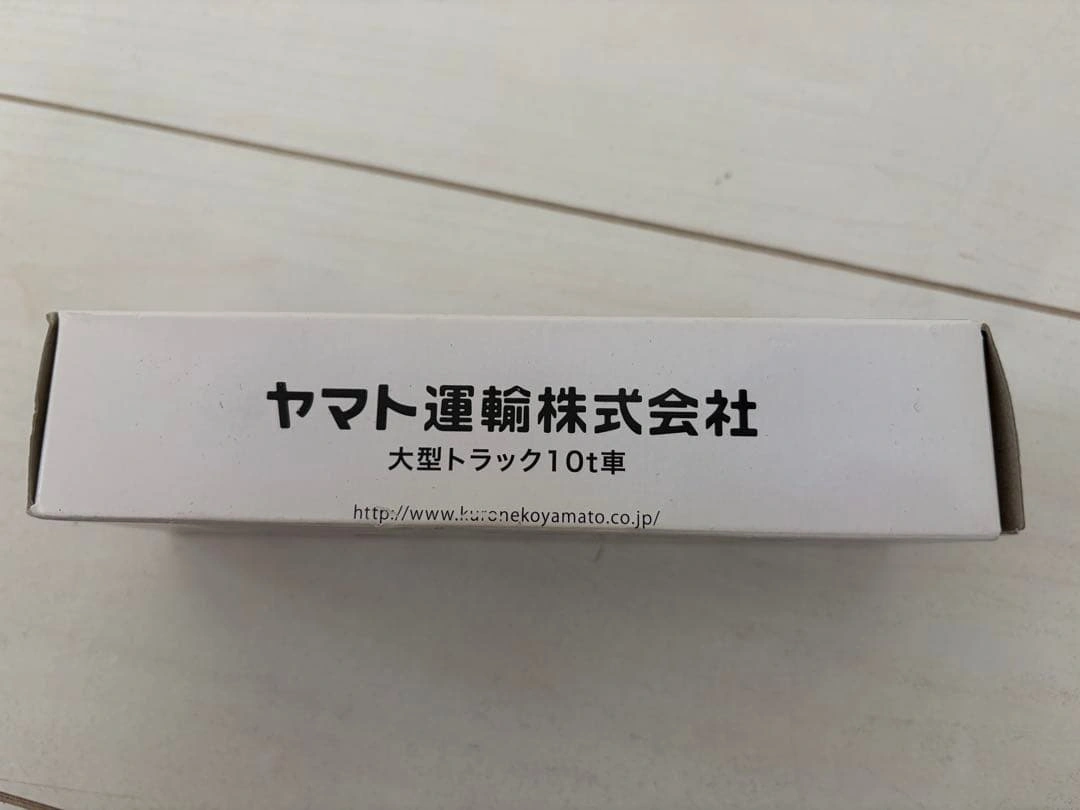 ヤマト運輸株式会社
大型トラック10t車
http://www.kuronekoyamato.co.jp/